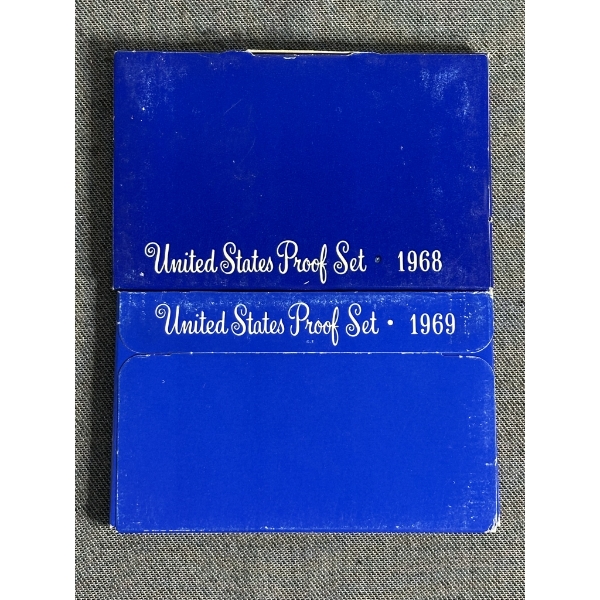 United States Proof Set • 1968
United States Proof Set • 1969